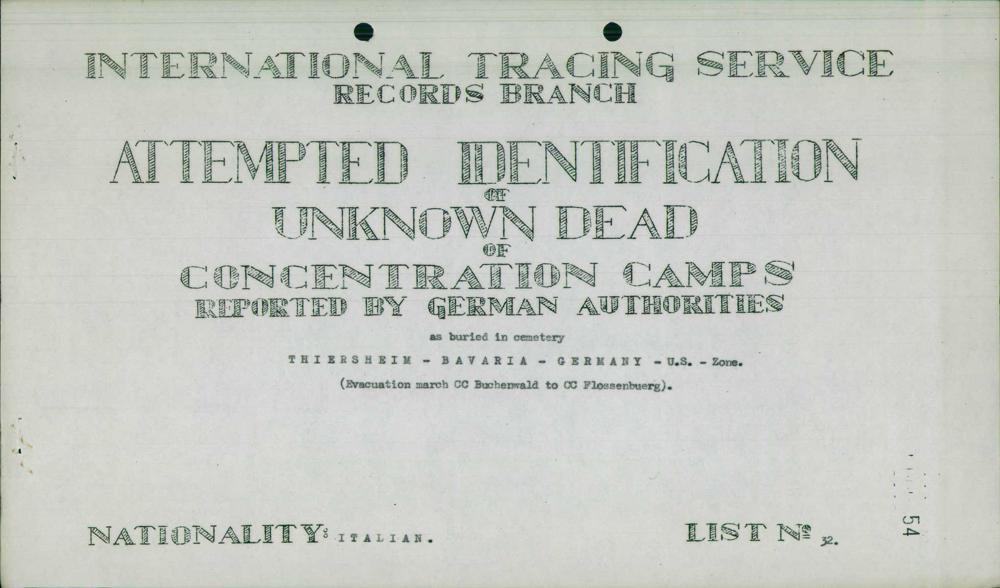 INTERNATIONAL TRACING SERVICE
RECORDS BRANCH
ATTEMPTED IDENTIFICATION
OF
UNKNOWN DEAD
OF
CONCENTRATION CAMPS
REPORTED BY GERMAN AUTHORITIES
as buried in cemetery
THIERSHEIM - BAVARIA - GERMANY - U.S. - Zone.
(Evacuation march CC Buchenwald to CC Flossenbuerg).
NATIONALITY: ITALIAN.
LIST Nº 32.
54